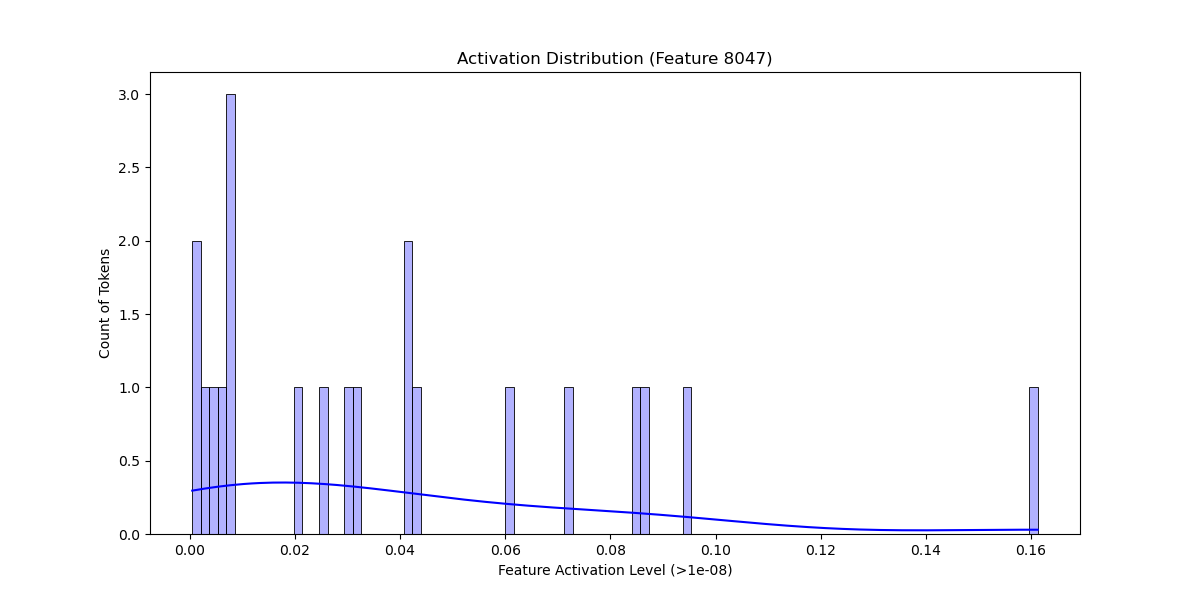 Activation Distribution (Feature 8047)
3.0
2.5
2.0
1.5
1.0
0.5
0.0
Count of Tokens
0.00 0.02 0.04 0.06 0.08 0.10 0.12 0.14 0.16
Feature Activation Level (>1e-08)